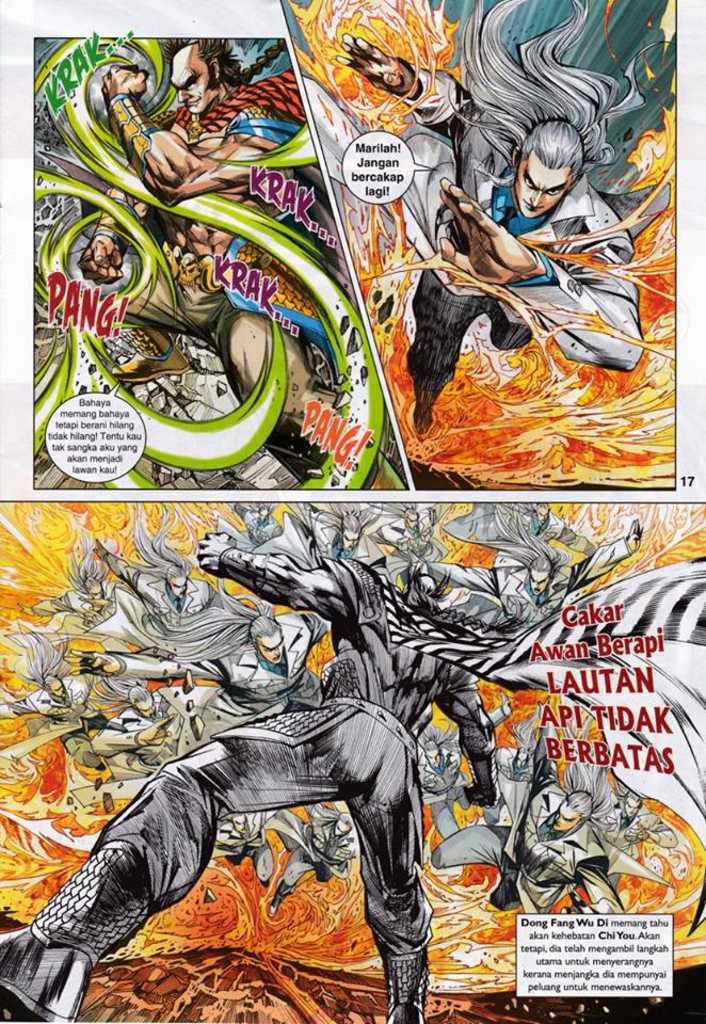 KRAK...
KRAK...
KRAK...
PANG!
PANG!
Bahaya
memang bahaya
tetapi berani hilang
tidak hilang! Tentu kau
tak sangka aku yang
akan menjadi
lawan kau!
Marilah!
Jangan
bercakap
lagi!
17
Cakar
Awan Berapi
LAUTAN
API TIDAK
BERBATAS
Dong Fang Wu Di memang tahu
akan kehebatan Chi You. Akan
tetapi, dia telah mengambil langkah
utama untuk menyerangnya
kerana menjangka dia mempunyai
peluang untuk menewaskannya.